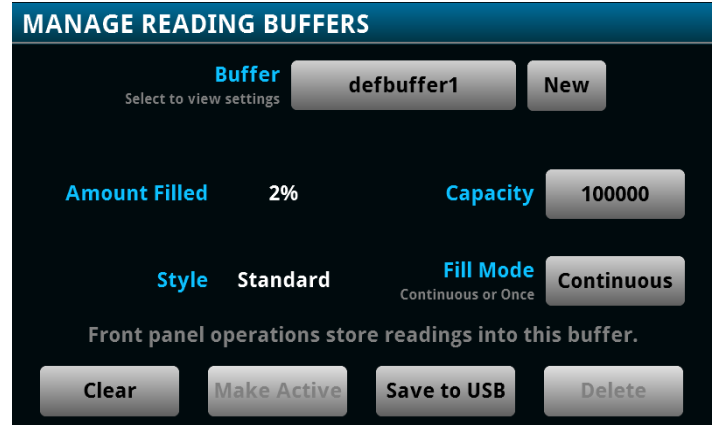 MANAGE READING BUFFERS
Buffer defbuffer1 New
Select to view settings
Amount Filled 2% Capacity 100000
Style Standard Fill Mode Continuous
Continuous or Once
Front panel operations store readings into this buffer.
Clear Make Active Save to USB Delete